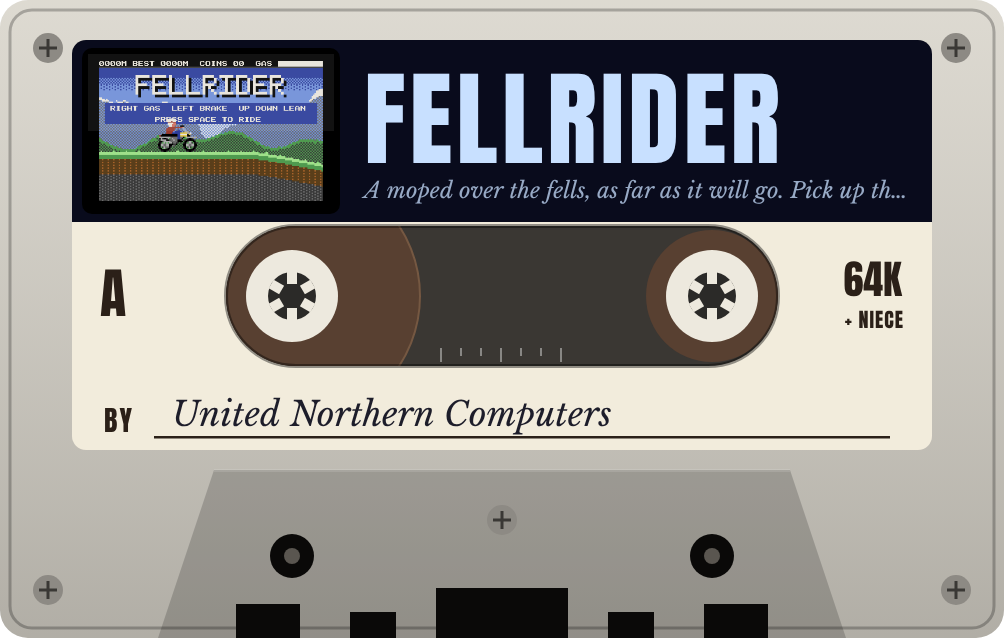 0000M BEST 0000M COINS 00 GAS
FELLRIDER
RIGHT GAS LEFT BRAKE UP DOWN LEAN
PRESS SPACE TO RIDE
FELLRIDER
A moped over the fells, as far as it will go. Pick up th...
A
64K
+ NIECE
BY United Northern Computers